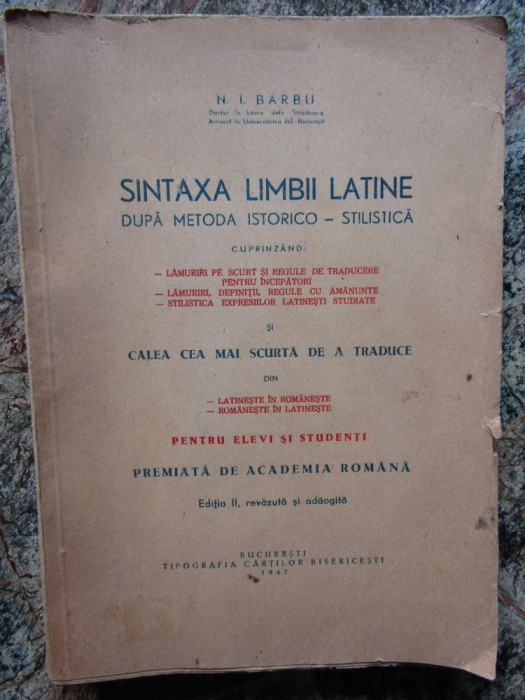 N. I. BARBU
Doctor în Litere dela Strasbourg
Asistent la Universitatea din București
SINTAXA LIMBII LATINE
DUPĂ METODA ISTORICO – STILISTICĂ
CUPRINZÂND:
— LĂMURIRI PE SCURT ȘI REGULE DE TRADUCERE
PENTRU ÎNCEPĂTORI
— LĂMURIRI, DEFINIȚII, REGULE CU AMĂNUNTE
— STILISTICA EXPRESIILOR LATINEȘTI STUDIATE
ȘI
CALEA CEA MAI SCURTĂ DE A TRADUCE
DIN
— LATINEȘTE ÎN ROMÂNEȘTE
— ROMÂNEȘTE ÎN LATINEȘTE
PENTRU ELEVI ȘI STUDENȚI
PREMIATĂ DE ACADEMIA ROMÂNĂ
Ediția II, revăzută și adăogită
BUCUREȘTI
TIPOGRAFIA CĂRȚILOR BISERICEȘTI
1947